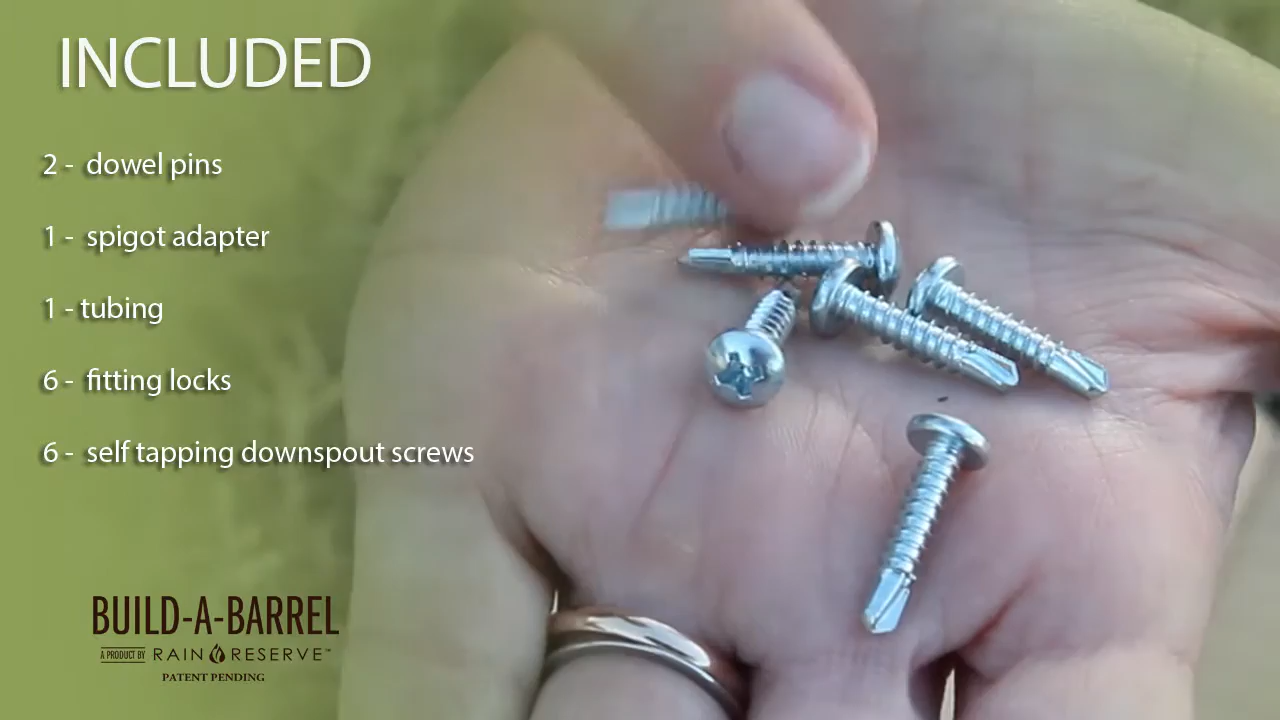 INCLUDED
2 - dowel pins
1 - spigot adapter
1 - tubing
6 - fitting locks
6 - self tapping downspout screws
BUILD-A-BARREL
A PRODUCT BY RAIN RESERVE™
PATENT PENDING